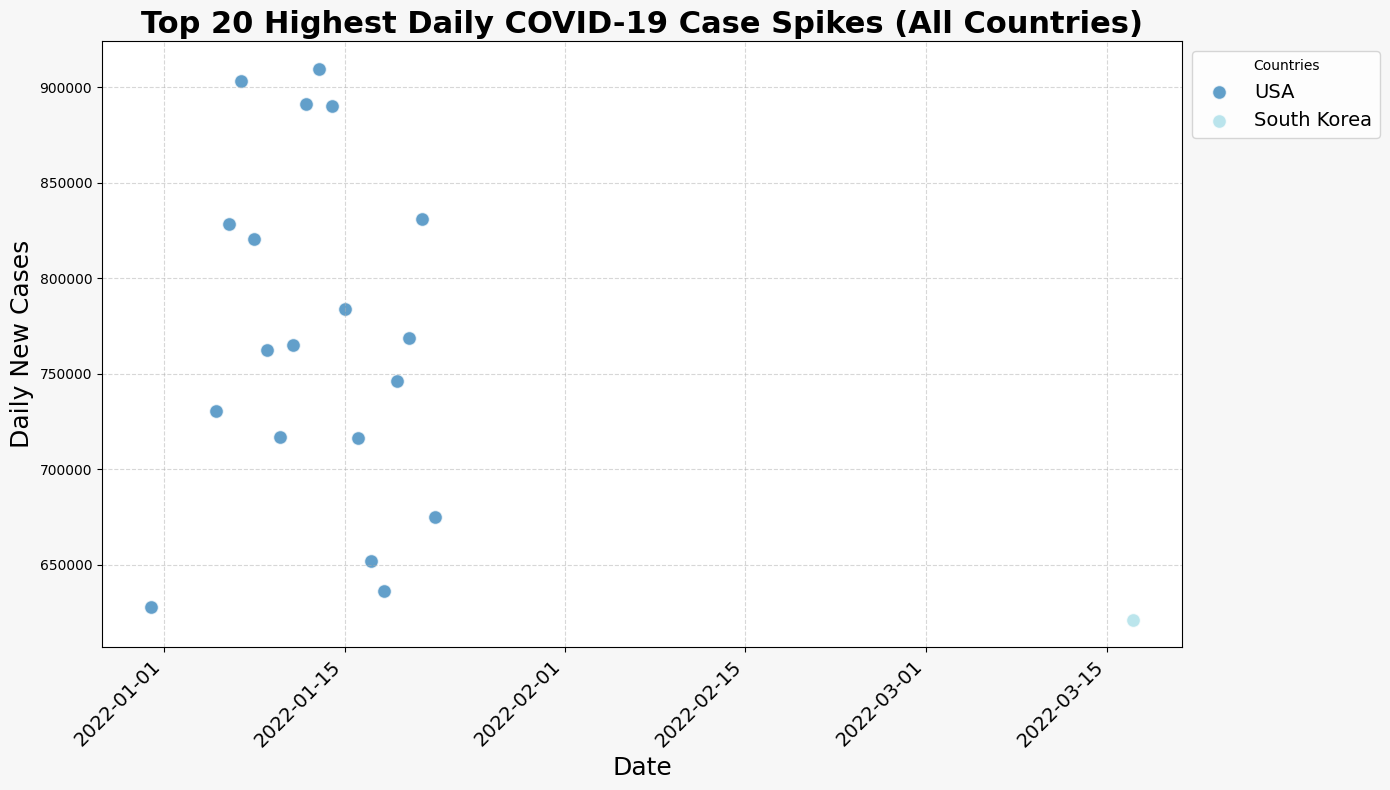 Top 20 Highest Daily COVID-19 Case Spikes (All Countries)
Countries
USA
South Korea
Daily New Cases
900000
850000
800000
750000
700000
650000
2022-01-01
2022-01-15
2022-02-01
2022-02-15
2022-03-01
2022-03-15
Date